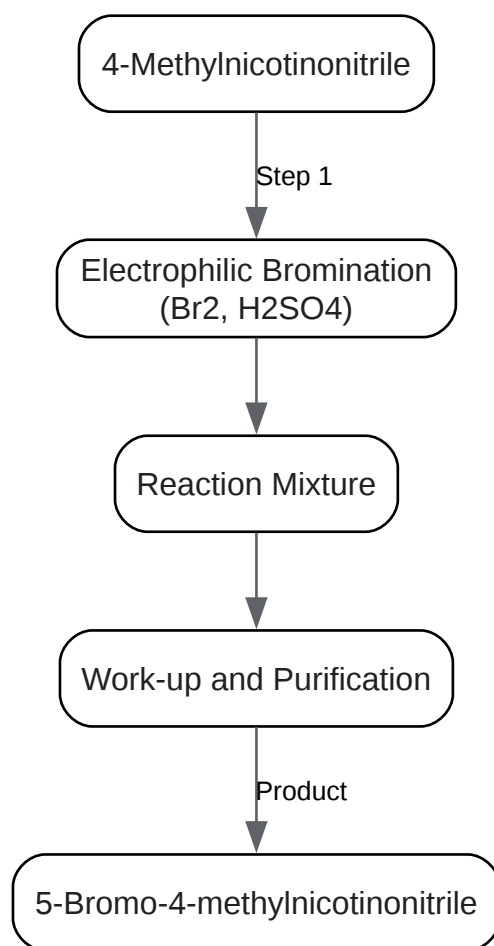 4-Methylnicotinonitrile
Step 1
Electrophilic Bromination
(Br2, H2SO4)
Reaction Mixture
Work-up and Purification
Product
5-Bromo-4-methylnicotinonitrile